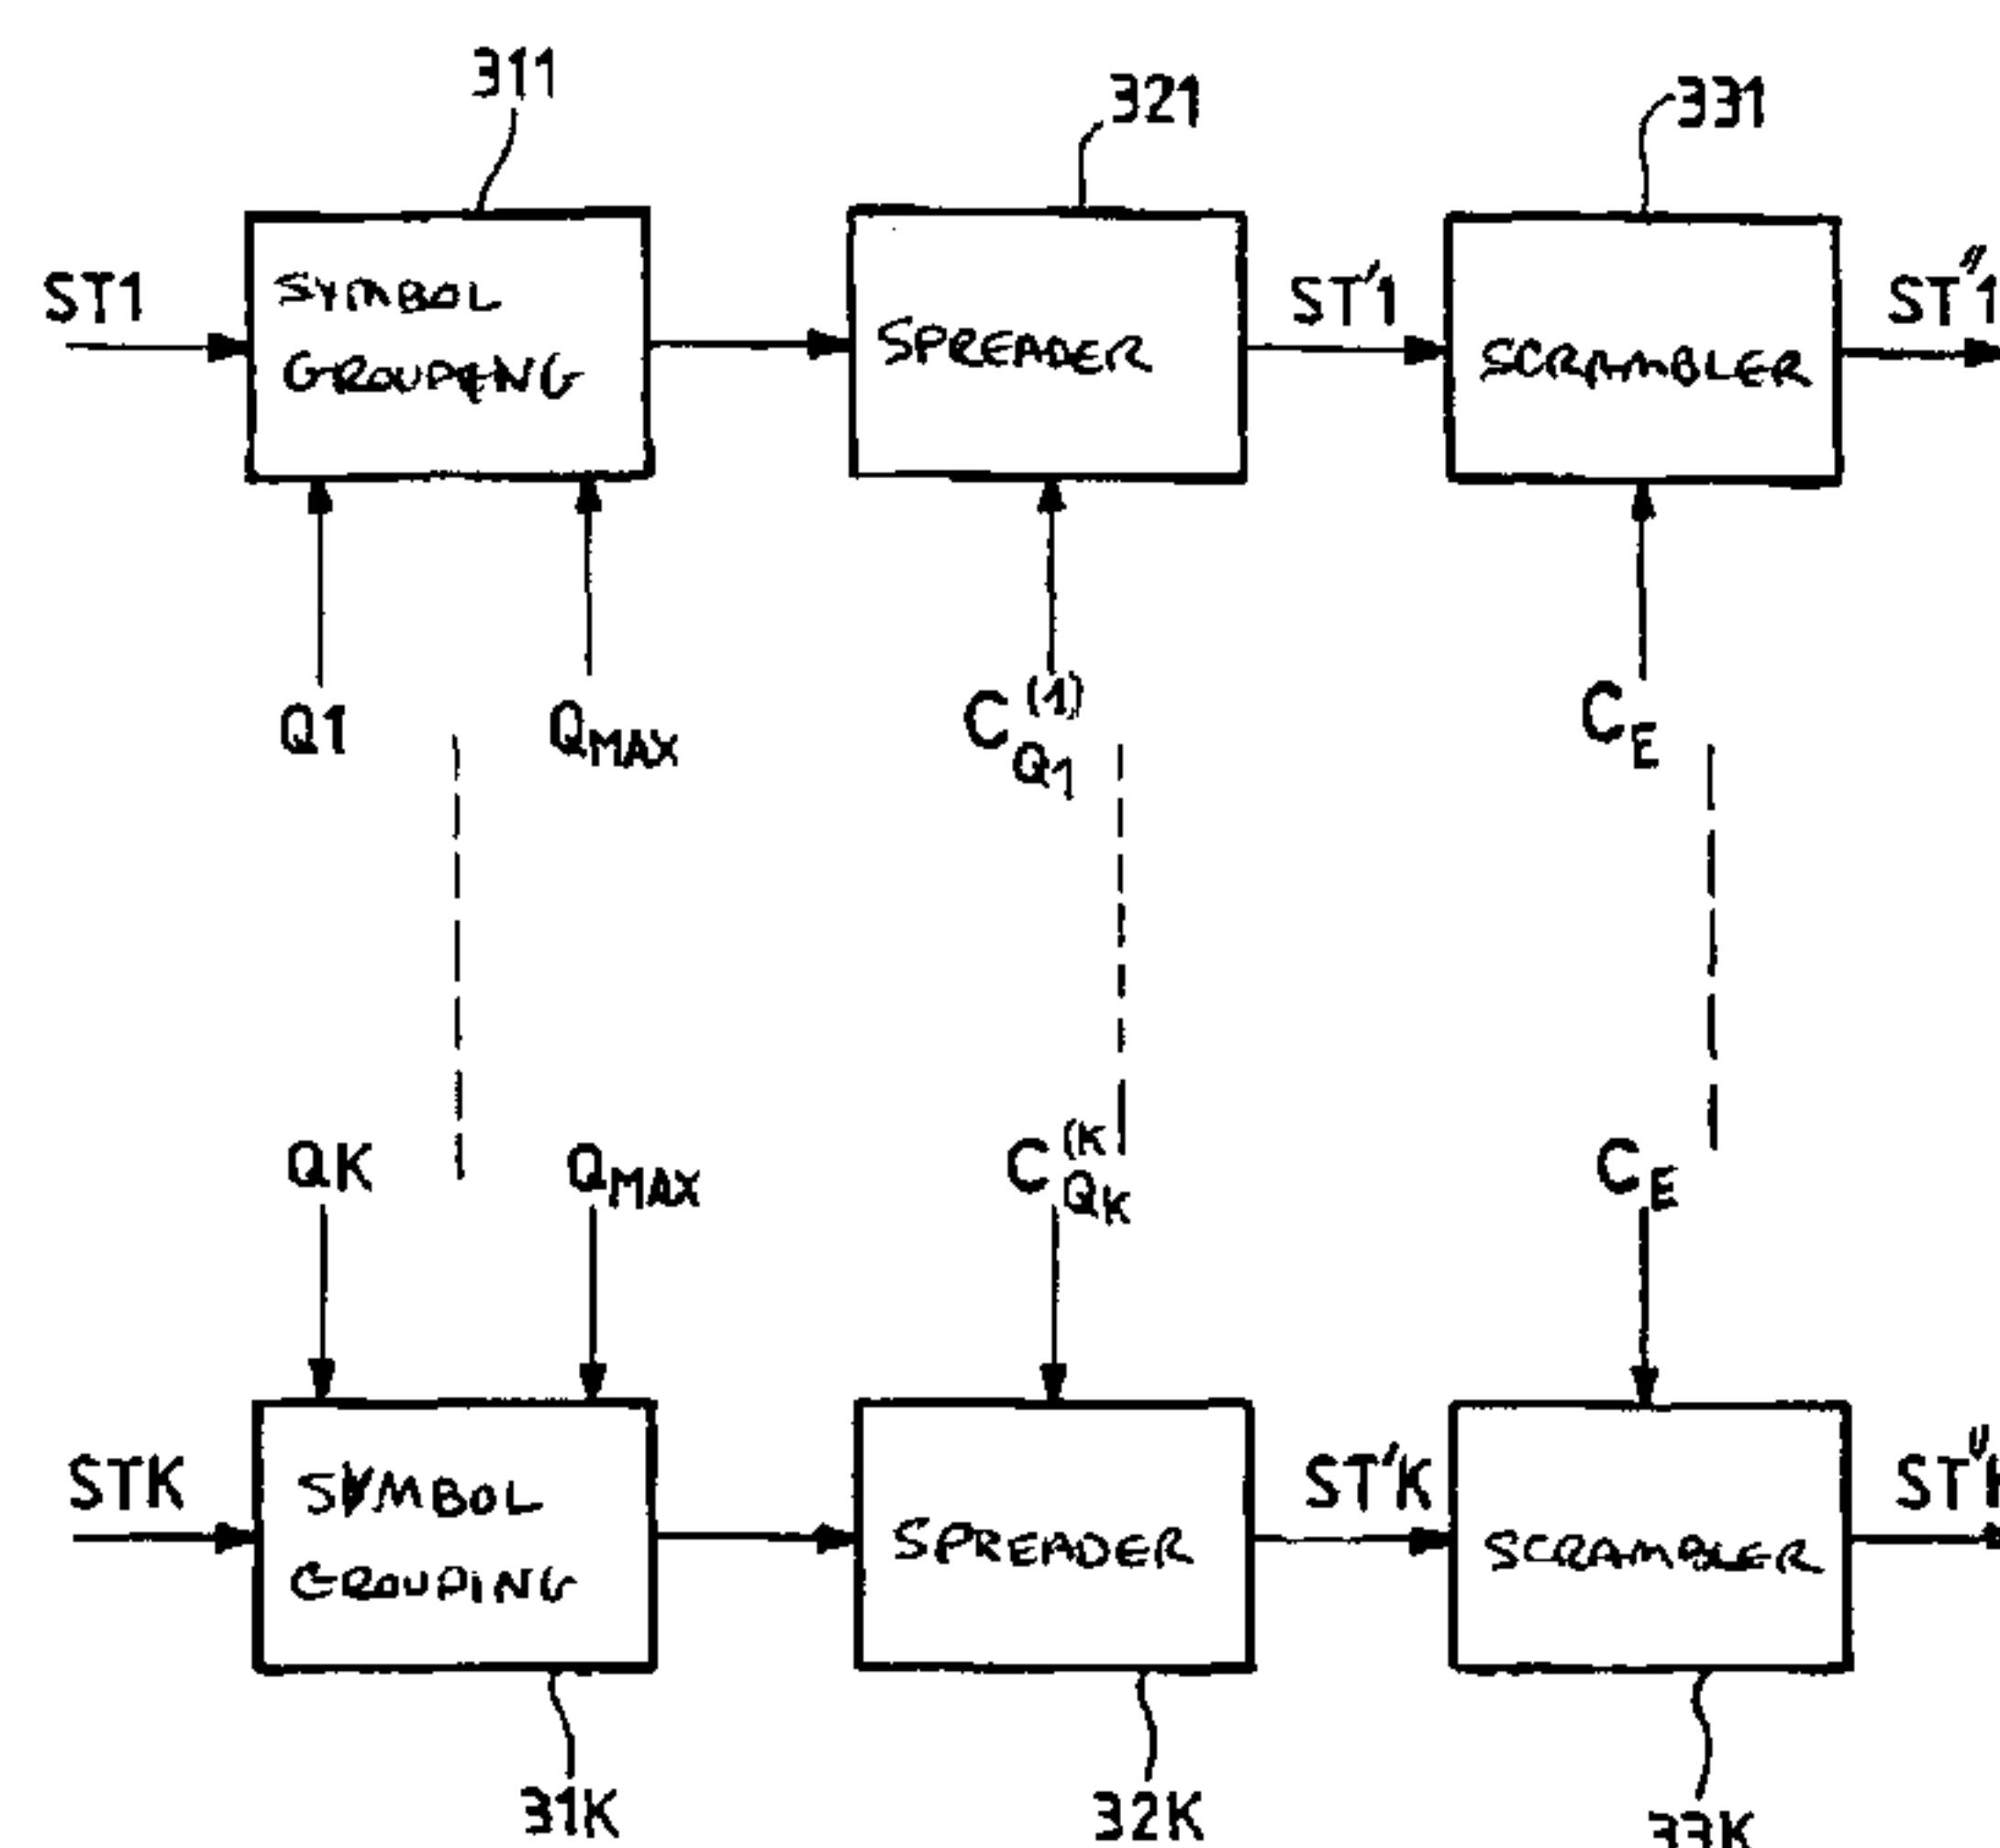 311
321
331
ST1
SYMBOL
GROUPING
SPREADER
ST'1
SCRAMBLER
ST"1
Q1
QMAX
C(1)Q1
CE
QK
QMAX
C(KQK
CE
STK
SYMBOL
GROUPING
SPREADER
ST'K
SCRAMBLER
ST"K
31K
32K
33K